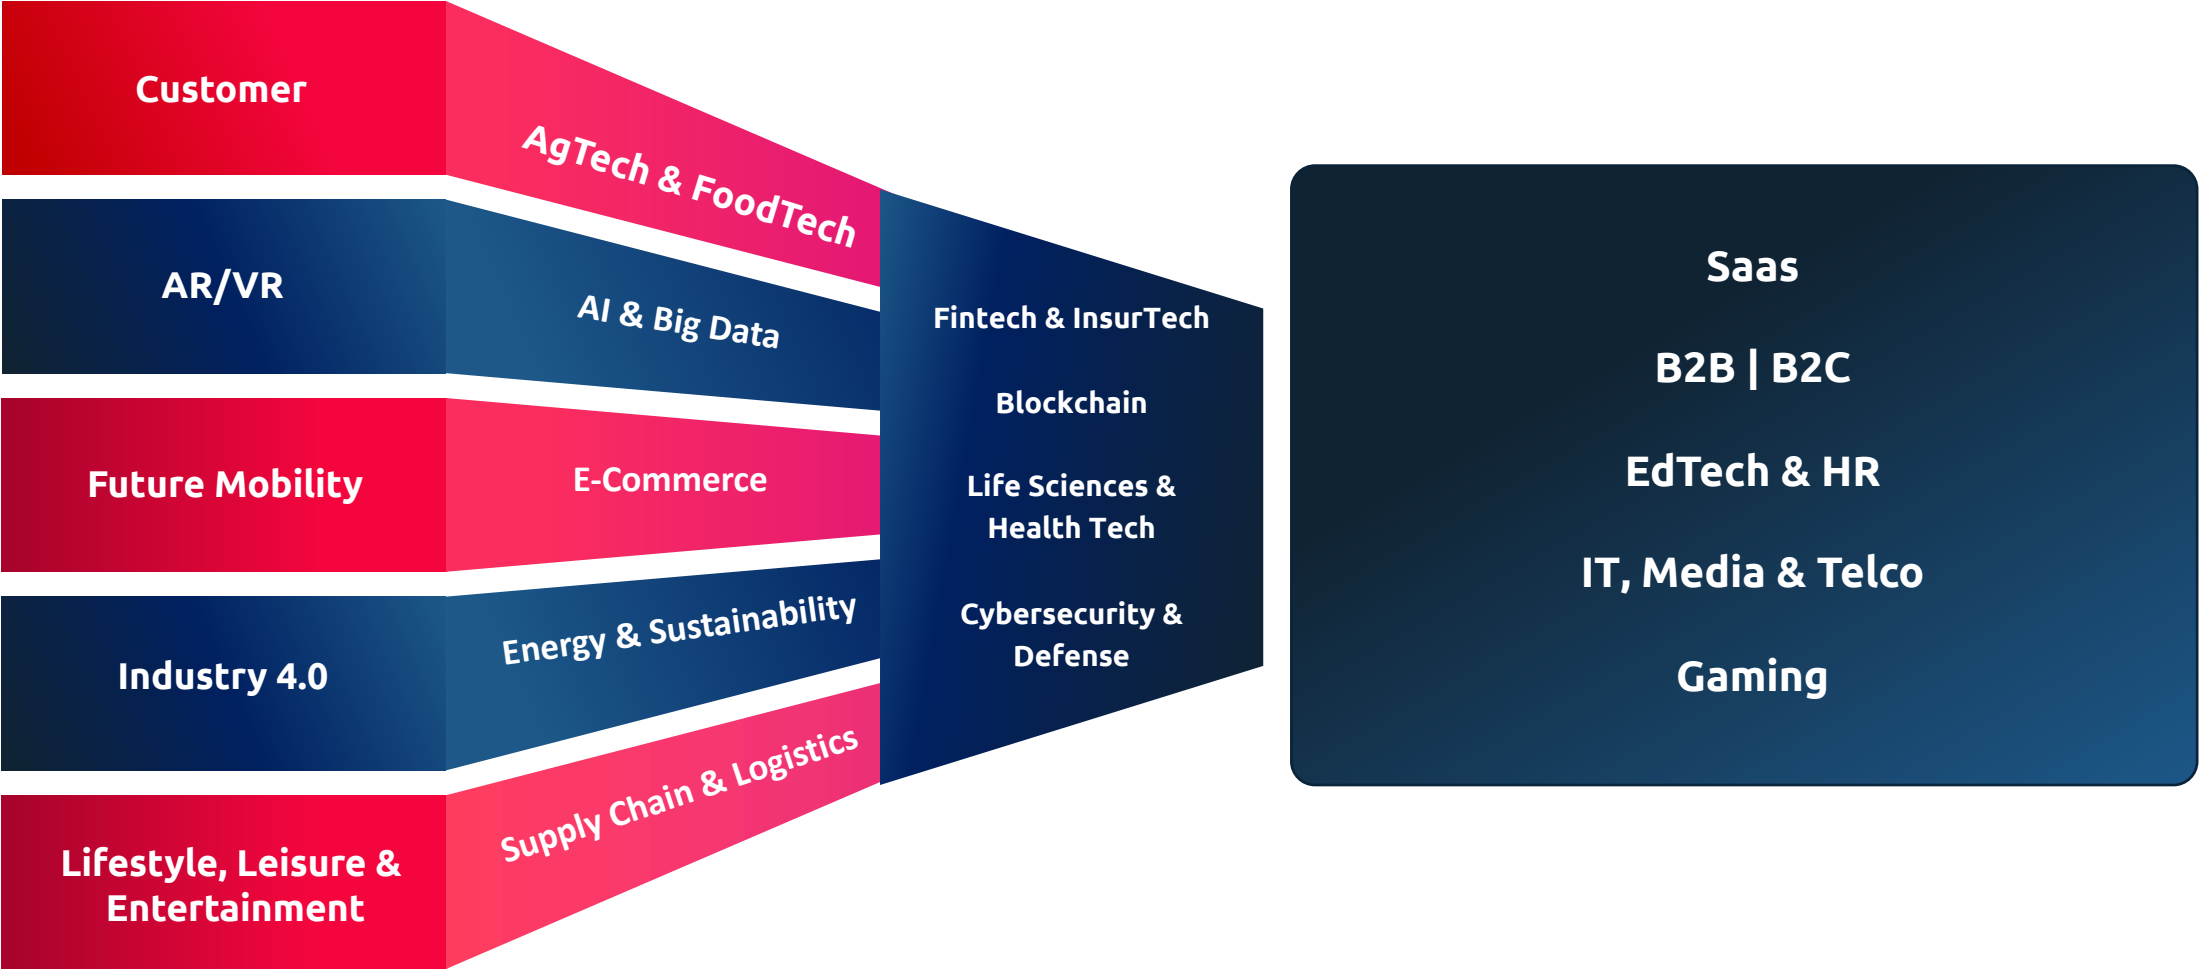 Customer
AR/VR
Future Mobility
Industry 4.0
Lifestyle, Leisure &
Entertainment
AgTech & FoodTech
AI & Big Data
E-Commerce
Energy & Sustainability
Supply Chain & Logistics
Fintech & InsurTech
Blockchain
Life Sciences &
Health Tech
Cybersecurity &
Defense
Saas
B2B | B2C
EdTech & HR
IT, Media & Telco
Gaming